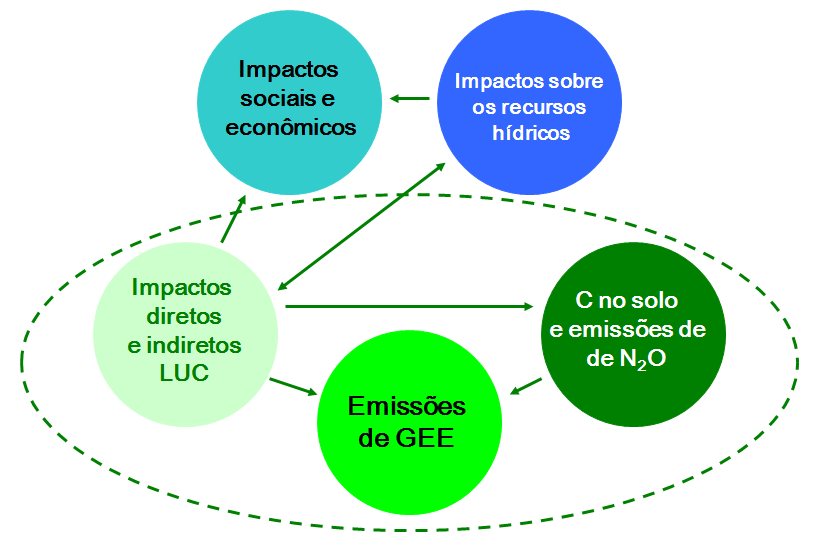 Impactos
sociais e
econômicos
Impactos sobre
os recursos
hídricos
Impactos
diretos
e indiretos
LUC
C no solo
e emissões de
de N₂O
Emissões
de GEE